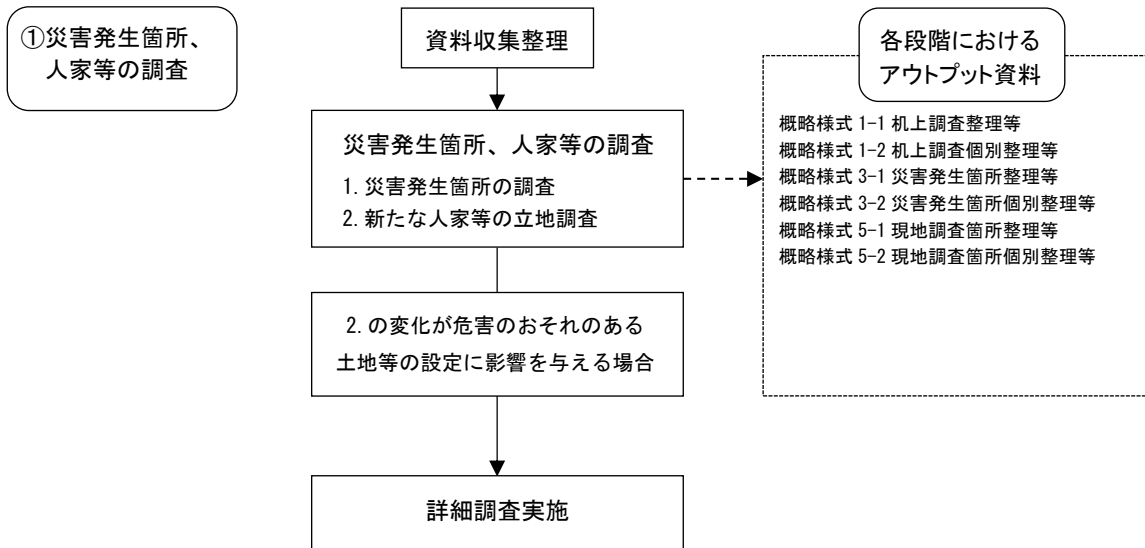 ①災害発生箇所、
人家等の調査
資料収集整理
災害発生箇所、人家等の調査
1. 災害発生箇所の調査
2. 新たな人家等の立地調査
2. の変化が危害のおそれのある
土地等の設定に影響を与える場合
詳細調査実施
各段階における
アウトプット資料
概略様式 1-1 机上調査整理等
概略様式 1-2 机上調査個別整理等
概略様式 3-1 災害発生箇所整理等
概略様式 3-2 災害発生箇所個別整理等
概略様式 5-1 現地調査箇所整理等
概略様式 5-2 現地調査箇所個別整理等